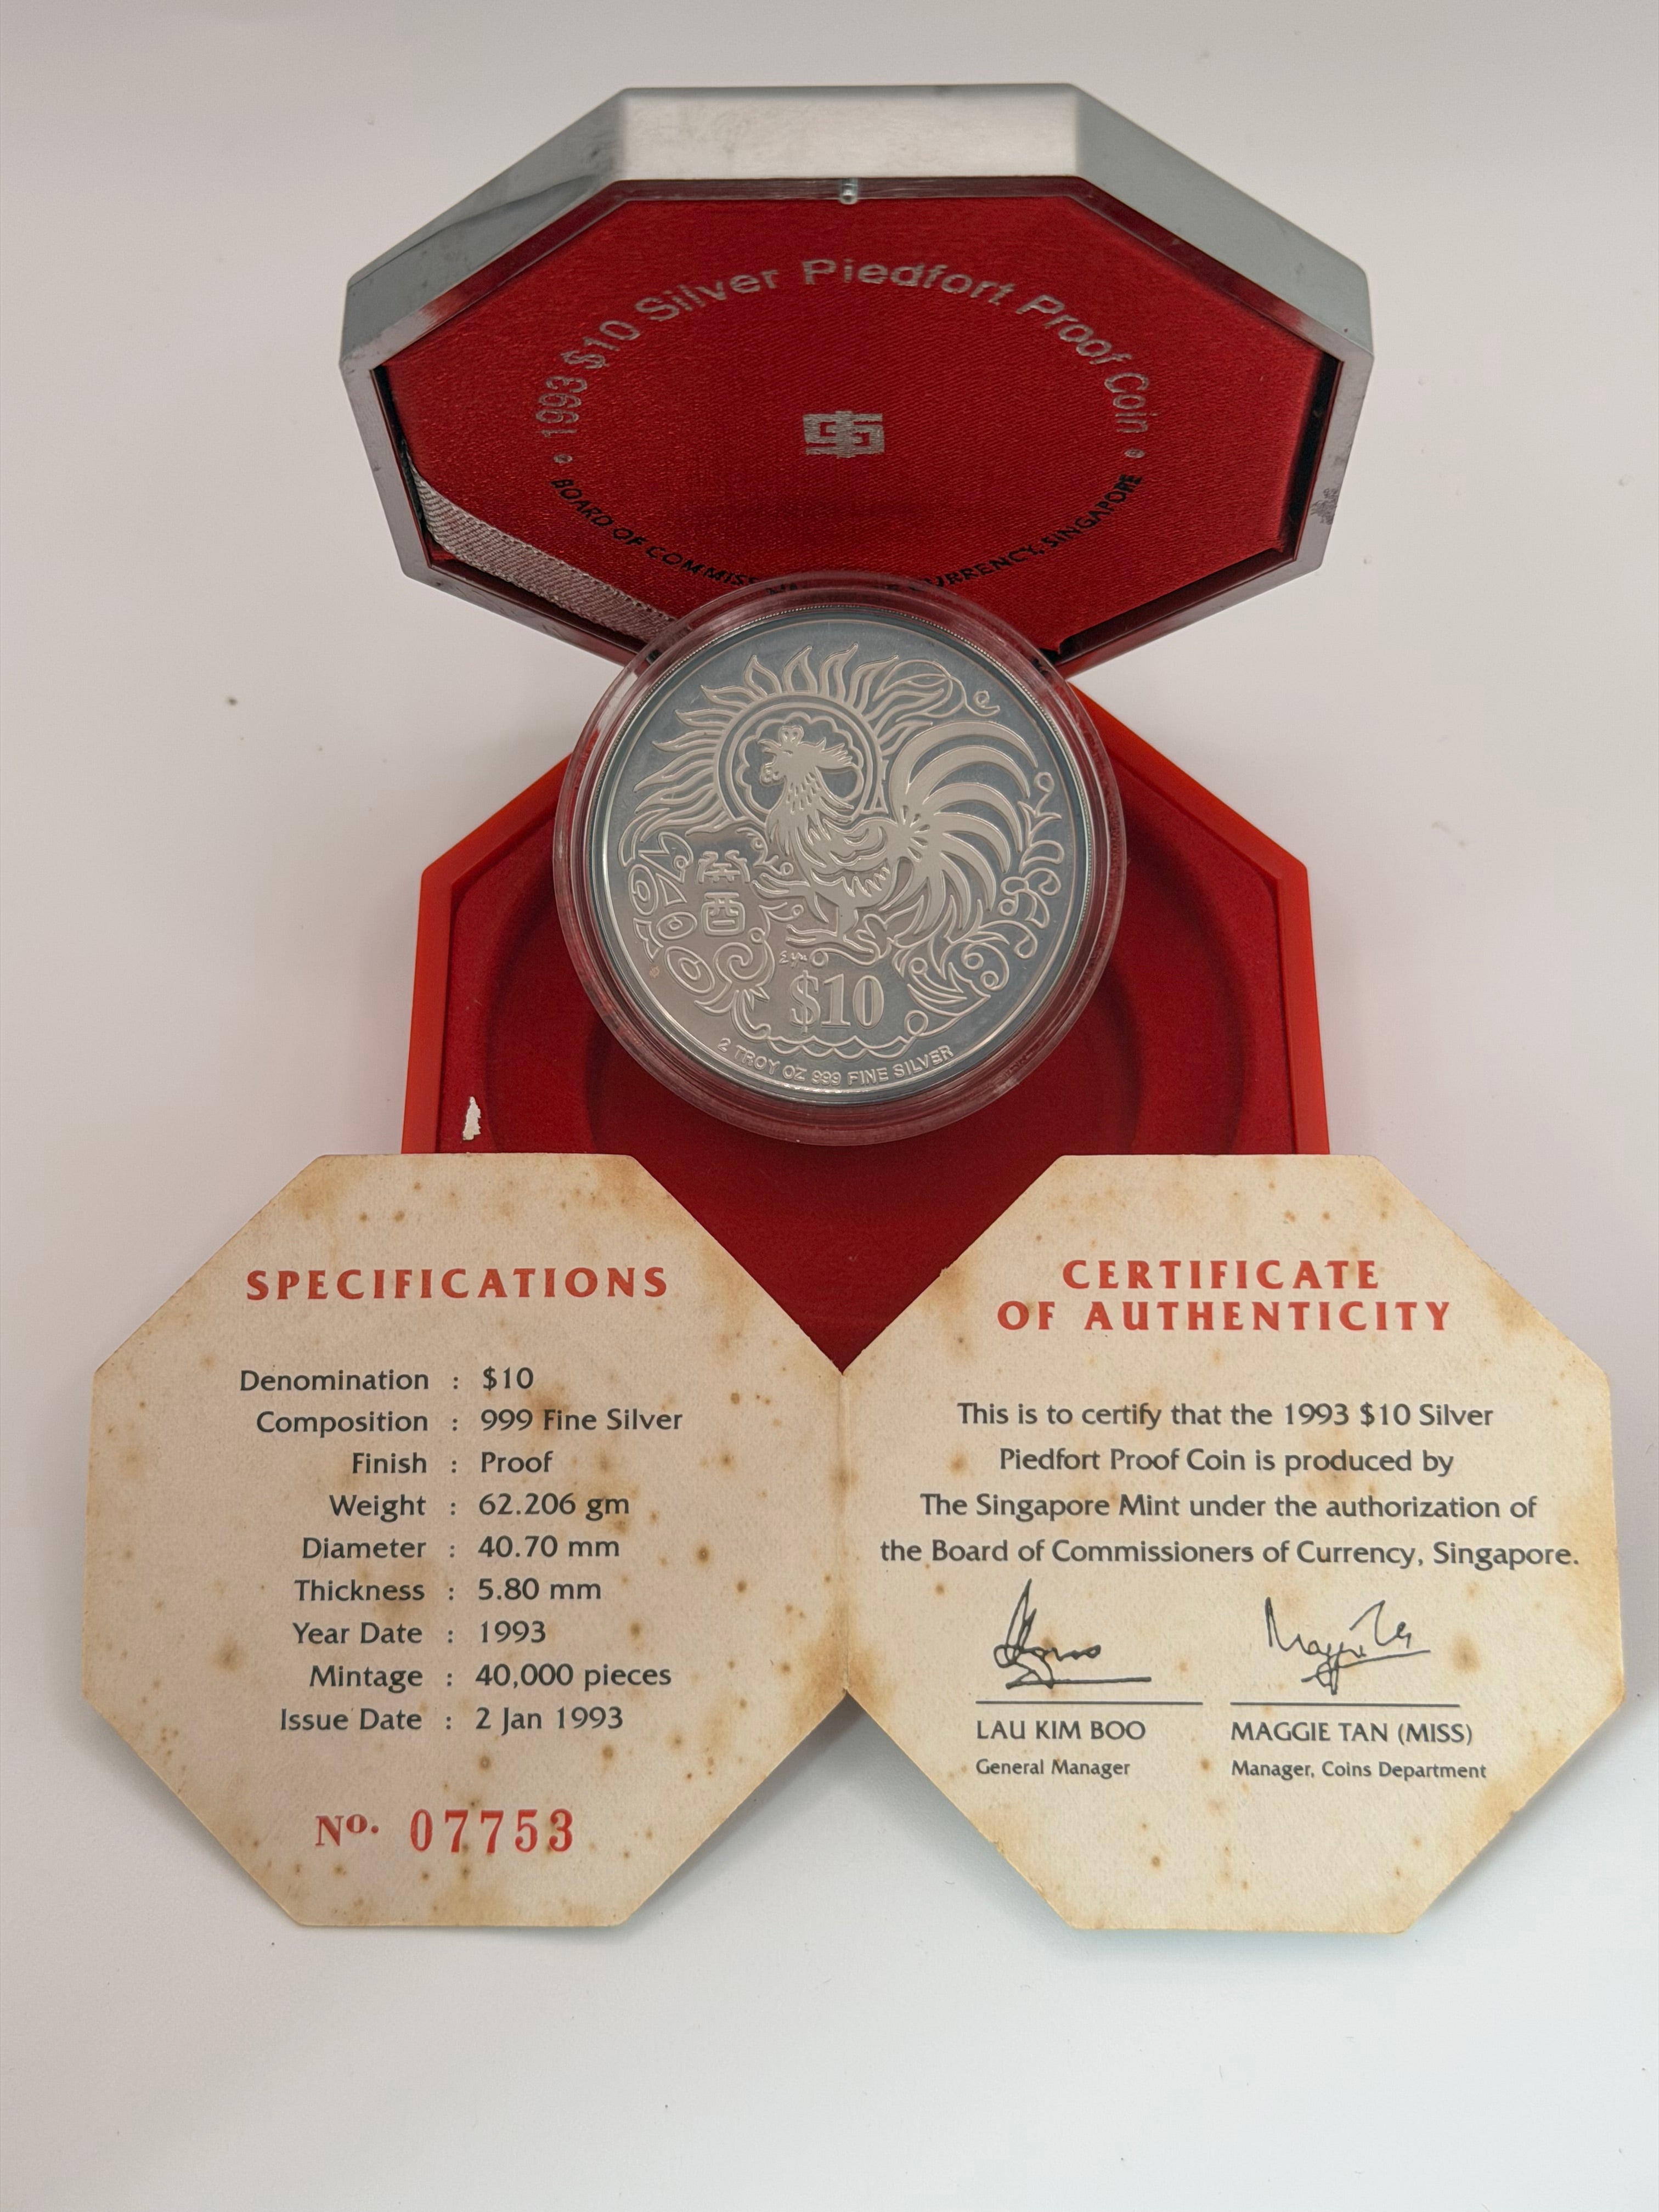 • 1993 $10 Silver Piedfort Proof Coin •
BOARD OF CURRENCY, SINGAPORE
癸
酉
$10
2 TROY OZ 999 FINE SILVER
SPECIFICATIONS
Denomination : $10
Composition : 999 Fine Silver
Finish : Proof
Weight : 62.206 gm
Diameter : 40.70 mm
Thickness : 5.80 mm
Year Date : 1993
Mintage : 40,000 pieces
Issue Date : 2 Jan 1993
No. 07753
CERTIFICATE
OF AUTHENTICITY
This is to certify that the 1993 $10 Silver
Piedfort Proof Coin is produced by
The Singapore Mint under the authorization of
the Board of Commissioners of Currency, Singapore.
LAU KIM BOO
General Manager
MAGGIE TAN (MISS)
Manager, Coins Department